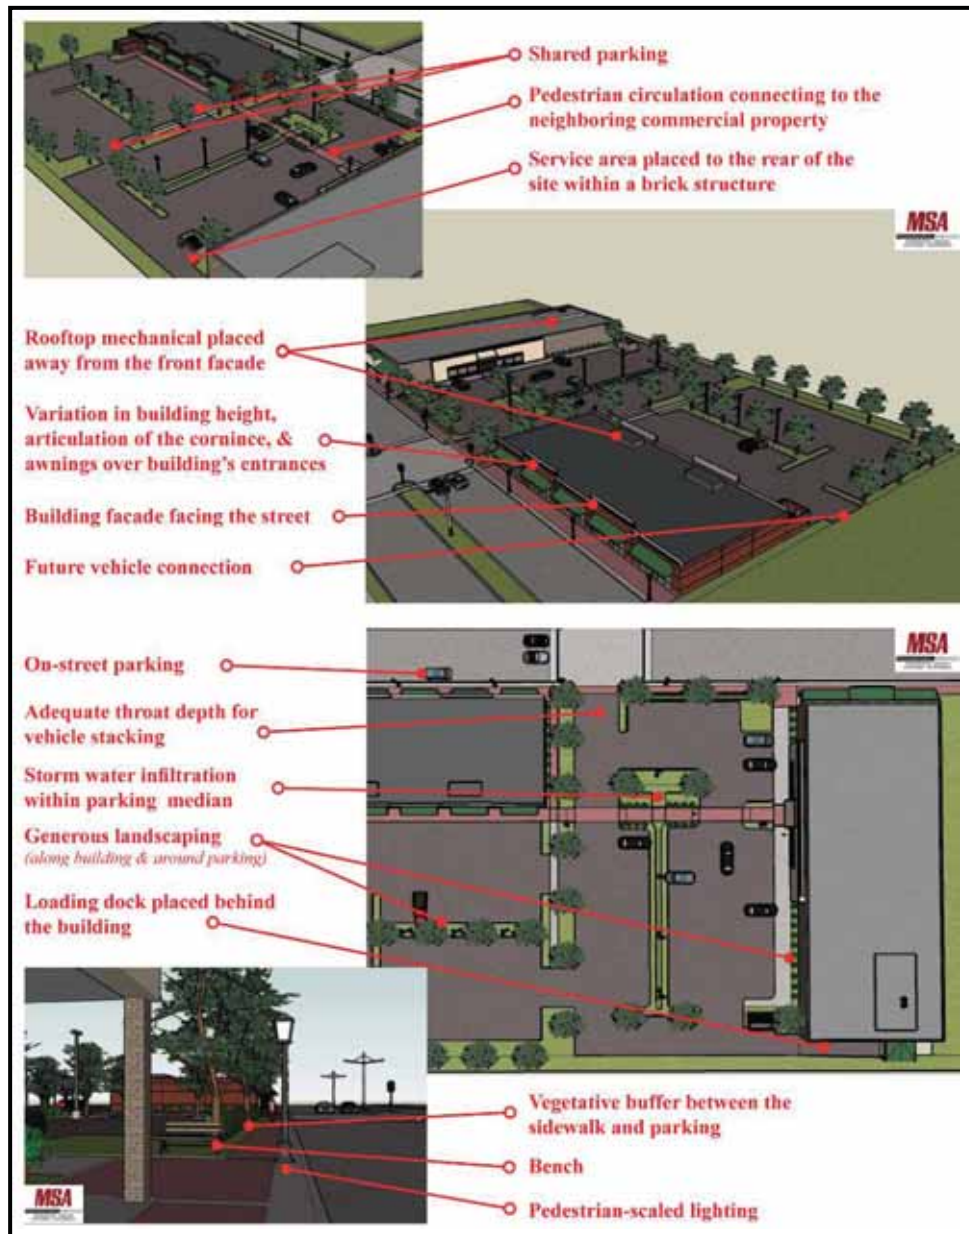 Shared parking
Pedestrian circulation connecting to the
neighboring commercial property
Service area placed to the rear of the
site within a brick structure
MSA
Rooftop mechanical placed
away from the front facade
Variation in building height,
articulation of the cornince, &
awnings over building's entrances
Building facade facing the street
Future vehicle connection
MSA
On-street parking
Adequate throat depth for
vehicle stacking
Storm water infiltration
within parking median
Generous landscaping
(along building & around parking)
Loading dock placed behind
the building
Vegetative buffer between the
sidewalk and parking
Bench
Pedestrian-scaled lighting
MSA